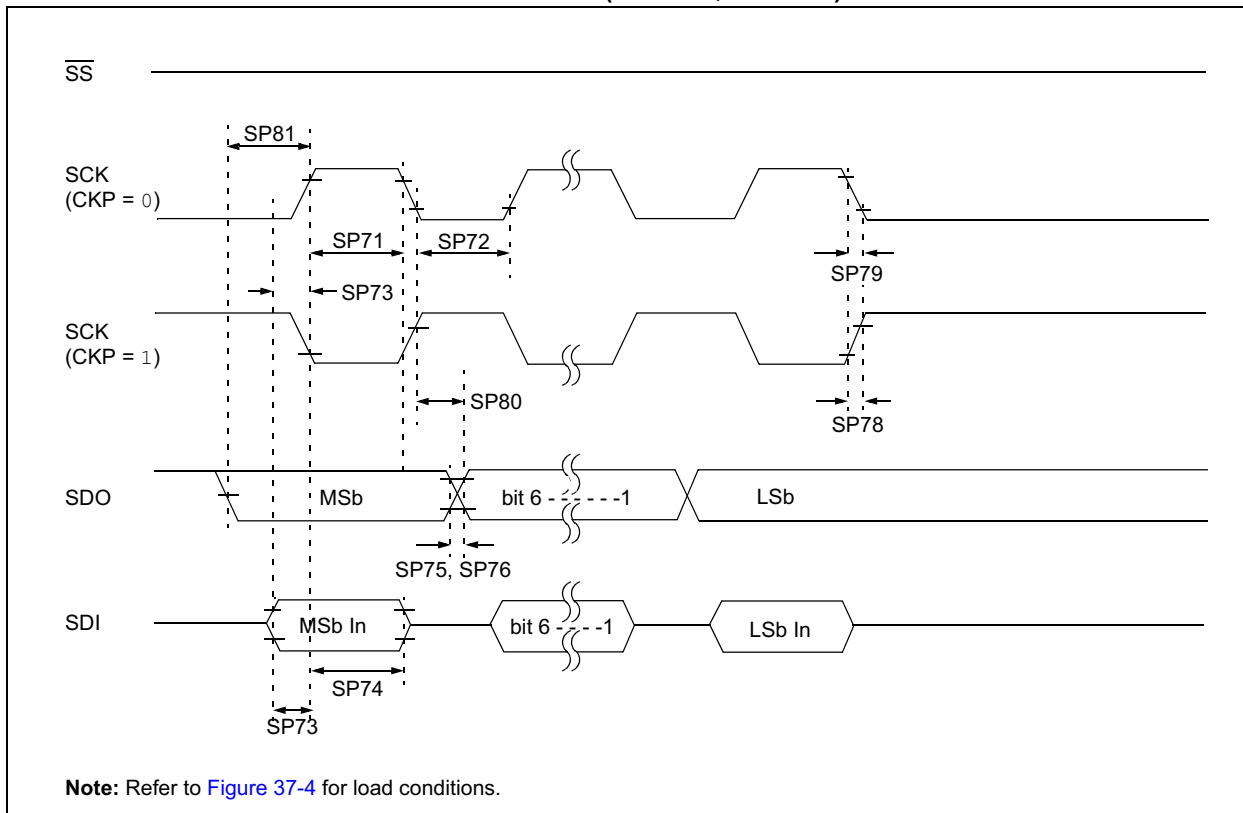 SS
SP81
SCK
(CKP = 0)
SP71
SP72
SP79
SP73
SCK
(CKP = 1)
SP80
SP78
SDO
MSb
bit 6 - - - - - - -1
LSb
SP75, SP76
SDI
MSb In
bit 6 - - - - -1
LSb In
SP74
SP73
Note: Refer to Figure 37-4 for load conditions.